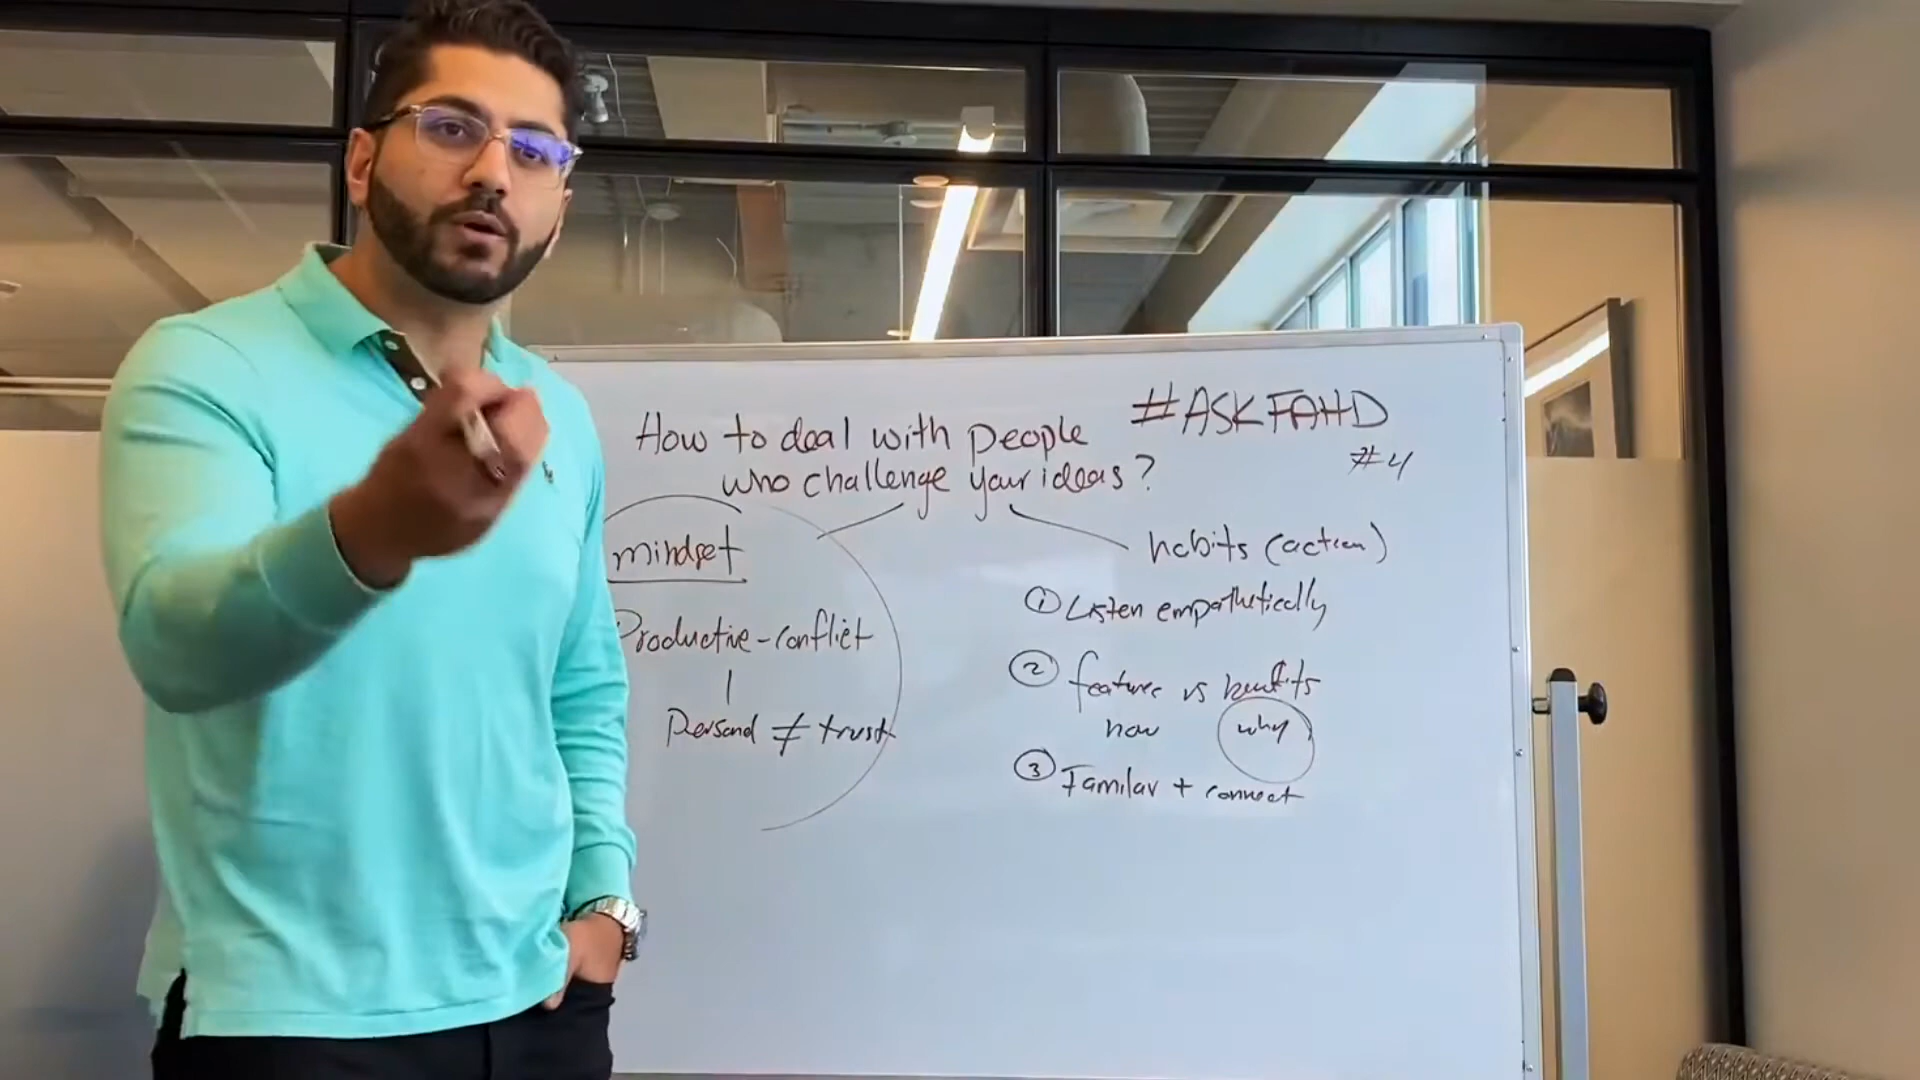 How to deal with people
who challenge your ideas?
#ASKFAHD
#4
mindset
Productive-conflict
Personal ≠ trust
habits (action)
① Listen empathetically
② features vs benefits
how why
③ Familiar + connect